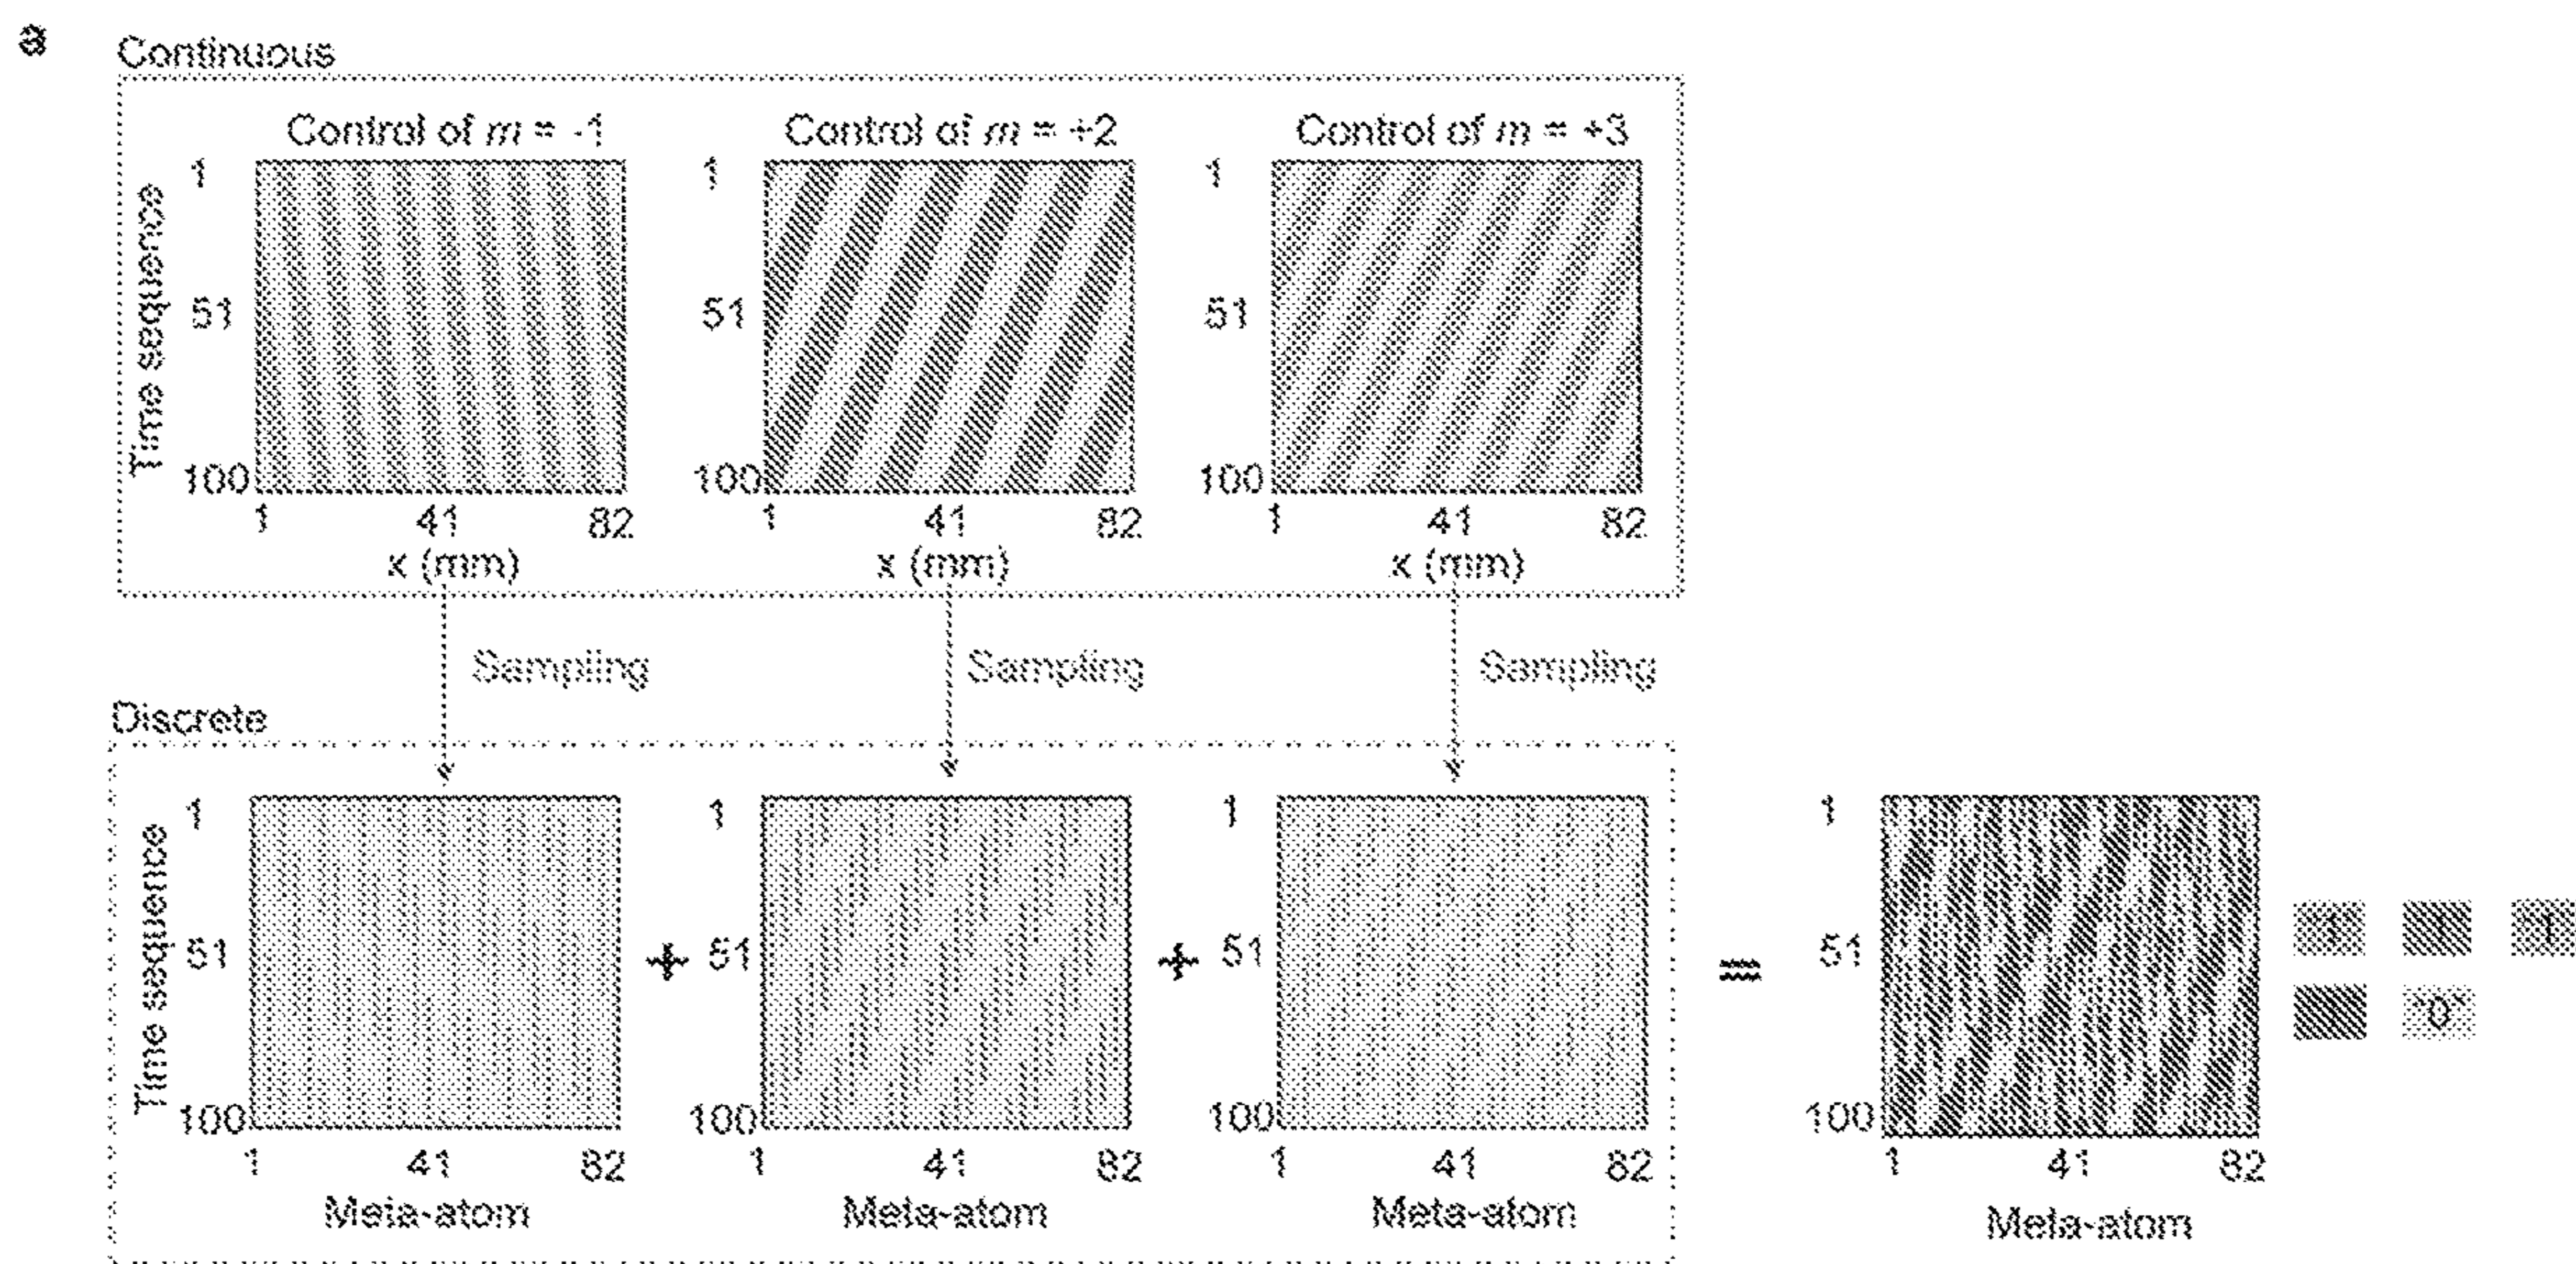 a
Continuous
Control of m = -1
Control of m = +2
Control of m = +3
Time sequence
1
51
100
1
51
100
1
51
100
1 41 82
1 41 82
1 41 82
x (mm)
x (mm)
x (mm)
Sampling
Sampling
Sampling
Discrete
Time sequence
1
51
100
+
1
51
100
+
1
51
100
=
1
51
100
1 41 82
1 41 82
1 41 82
1 41 82
Meta-atom
Meta-atom
Meta-atom
Meta-atom
"0"